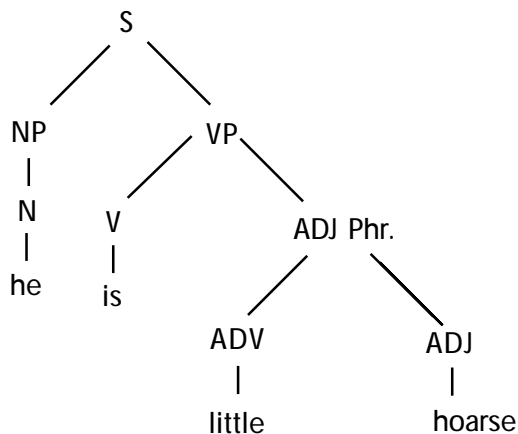 S
NP VP
N V ADJ Phr.
he is
ADV ADJ
little hoarse